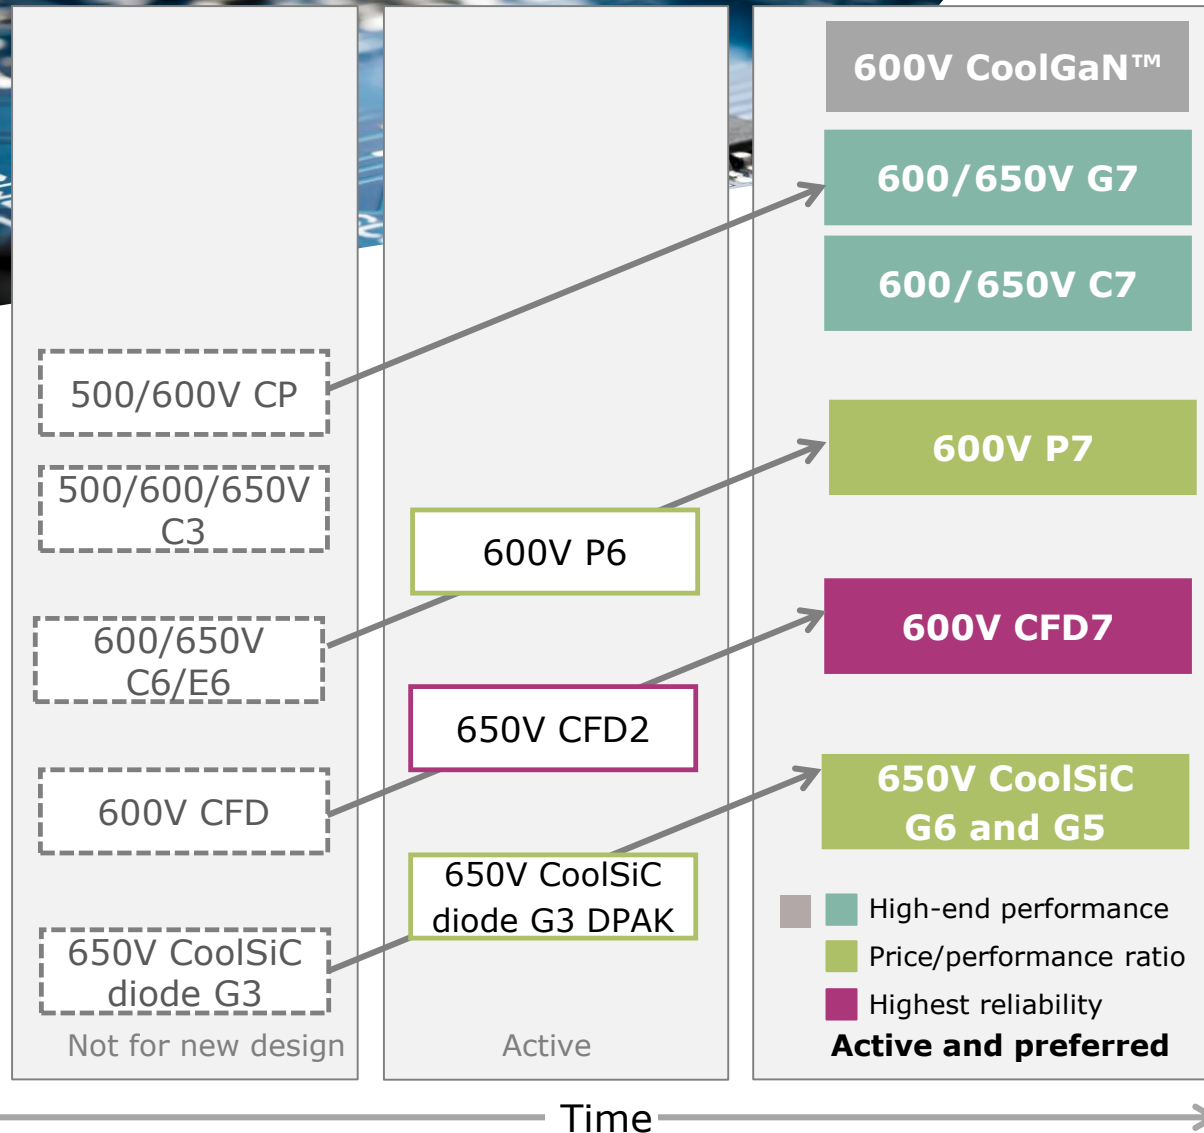 500/600V CP
500/600/650V
C3
600/650V
C6/E6
600V CFD
650V CoolSiC
diode G3
Not for new design
600V P6
650V CFD2
650V CoolSiC
diode G3 DPAK
Active
600V CoolGaN™
600/650V G7
600/650V C7
600V P7
600V CFD7
650V CoolSiC
G6 and G5
High-end performance
Price/performance ratio
Highest reliability
Active and preferred
Time